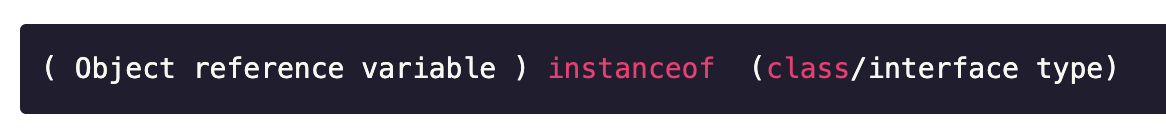 ( Object reference variable ) instanceof  (class/interface type)